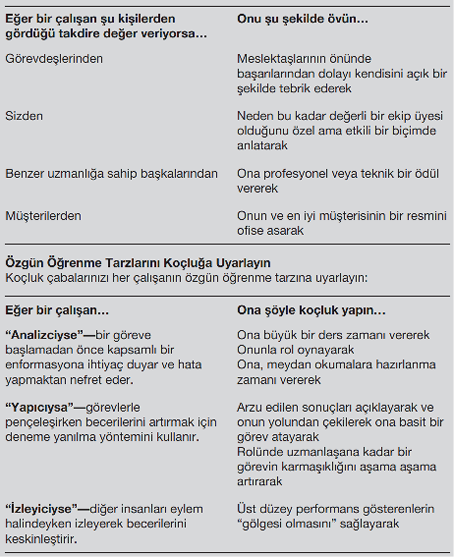 Eğer bir çalışan şu kişilerden Onu şu şekilde övün…
gördüğü takdire değer veriyorsa…
Görevdeşlerinden Meslektaşlarının önünde
başarılarından dolayı kendisini açık bir
şekilde tebrik ederek
Sizden Neden bu kadar değerli bir ekip üyesi
olduğunu özel ama etkili bir biçimde
anlatarak
Benzer uzmanlığa sahip başkalarından Ona profesyonel veya teknik bir ödül
vererek
Müşterilerden Onun ve en iyi müşterisinin bir resmini
ofise asarak
Özgün Öğrenme Tarzlarını Koçluğa Uyarlayın
Koçluk çabalarınızı her çalışanın özgün öğrenme tarzına uyarlayın:
Eğer bir çalışan… Ona şöyle koçluk yapın…
“Analizciyse”—bir göreve Ona büyük bir ders zamanı vererek
başlamadan önce kapsamlı bir Onunla rol oynayarak
enformasyona ihtiyaç duyar ve hata Ona, meydan okumalara hazırlanma
yapmaktan nefret eder. zamanı vererek
“Yapıcıysa”—görevlerle Arzu edilen sonuçları açıklayarak ve
pençeleşirken becerilerini artırmak için onun yolundan çekilerek ona basit bir
deneme yanılma yöntemini kullanır. görev atayarak
Rolünde uzmanlaşana kadar bir
görevin karmaşıklığını aşama aşama
artırarak
“İzleyiciyse”—diğer insanları eylem Üst düzey performans gösterenlerin
halindeyken izleyerek becerilerini “gölgesi olmasını” sağlayarak
keskinleştirir.